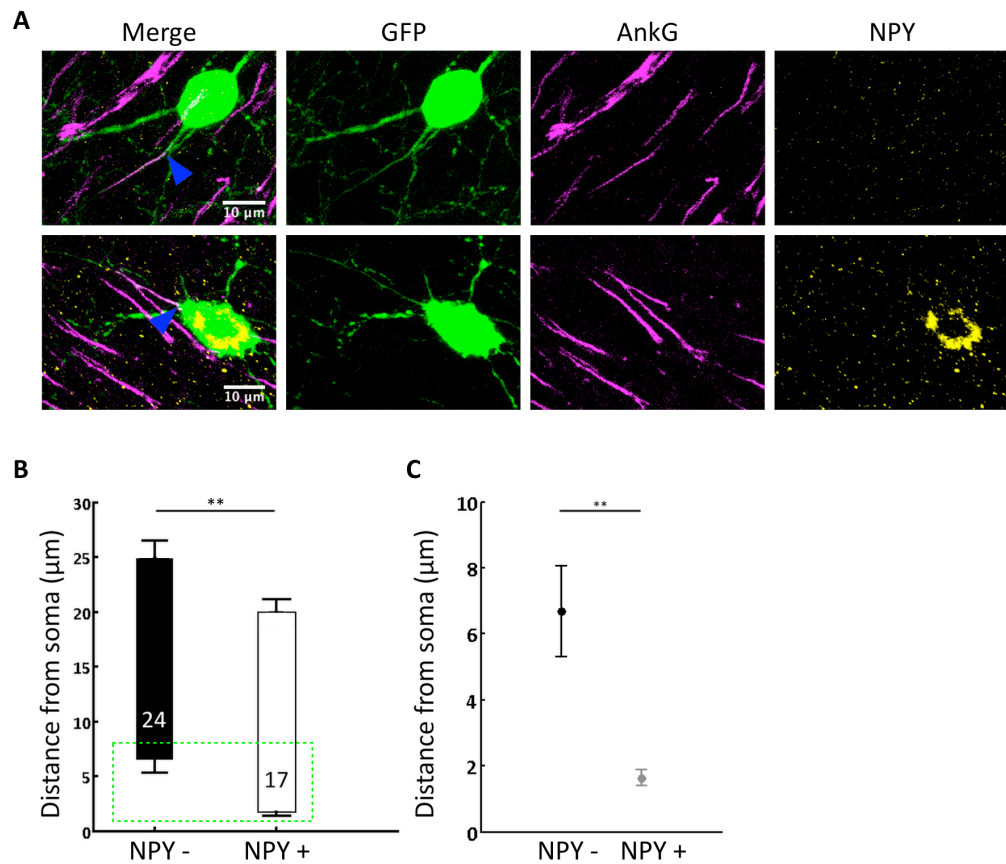 A
Merge GFP AnkG NPY
10 µm
10 µm
B
**
Distance from soma (µm)
30
25
20
15
10
5
0
24
17
NPY - NPY +
C
**
Distance from soma (µm)
10
8
6
4
2
0
NPY - NPY +